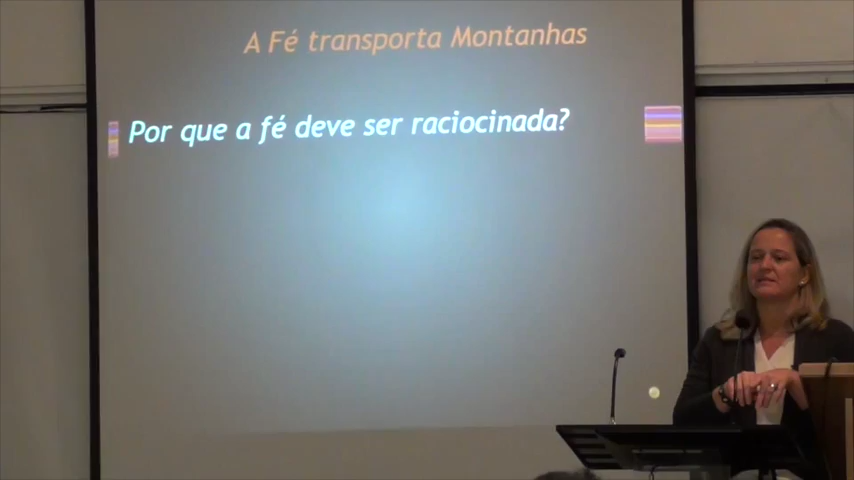 A Fé transporta Montanhas
Por que a fé deve ser raciocinada?